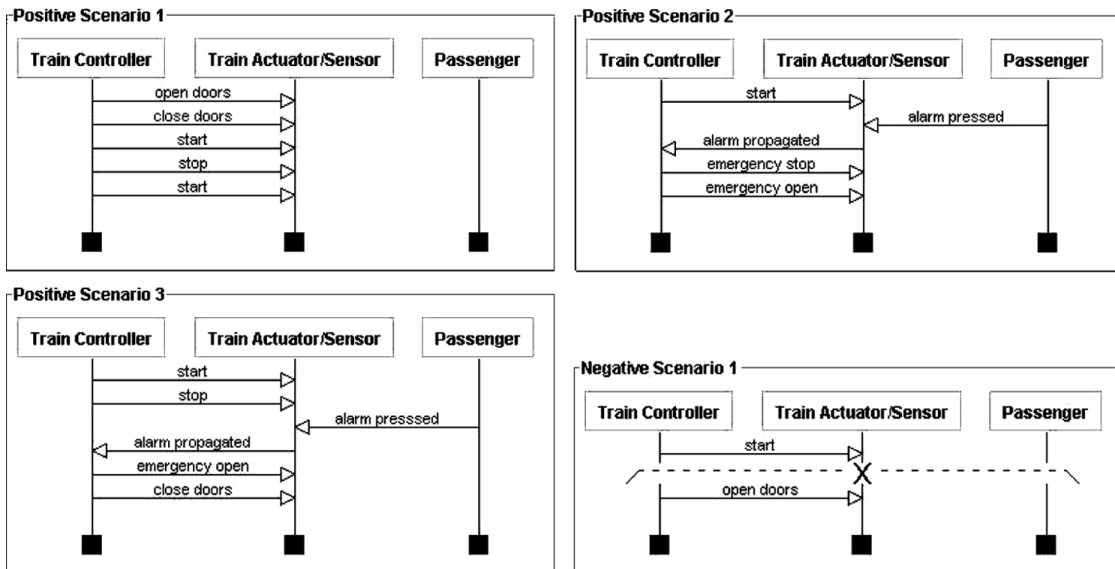 Positive Scenario 1
Train Controller Train Actuator/Sensor Passenger
open doors
close doors
start
stop
start
Positive Scenario 2
Train Controller Train Actuator/Sensor Passenger
start
alarm pressed
alarm propagated
emergency stop
emergency open
Positive Scenario 3
Train Controller Train Actuator/Sensor Passenger
start
stop
alarm presssed
alarm propagated
emergency open
close doors
Negative Scenario 1
Train Controller Train Actuator/Sensor Passenger
start
X
open doors